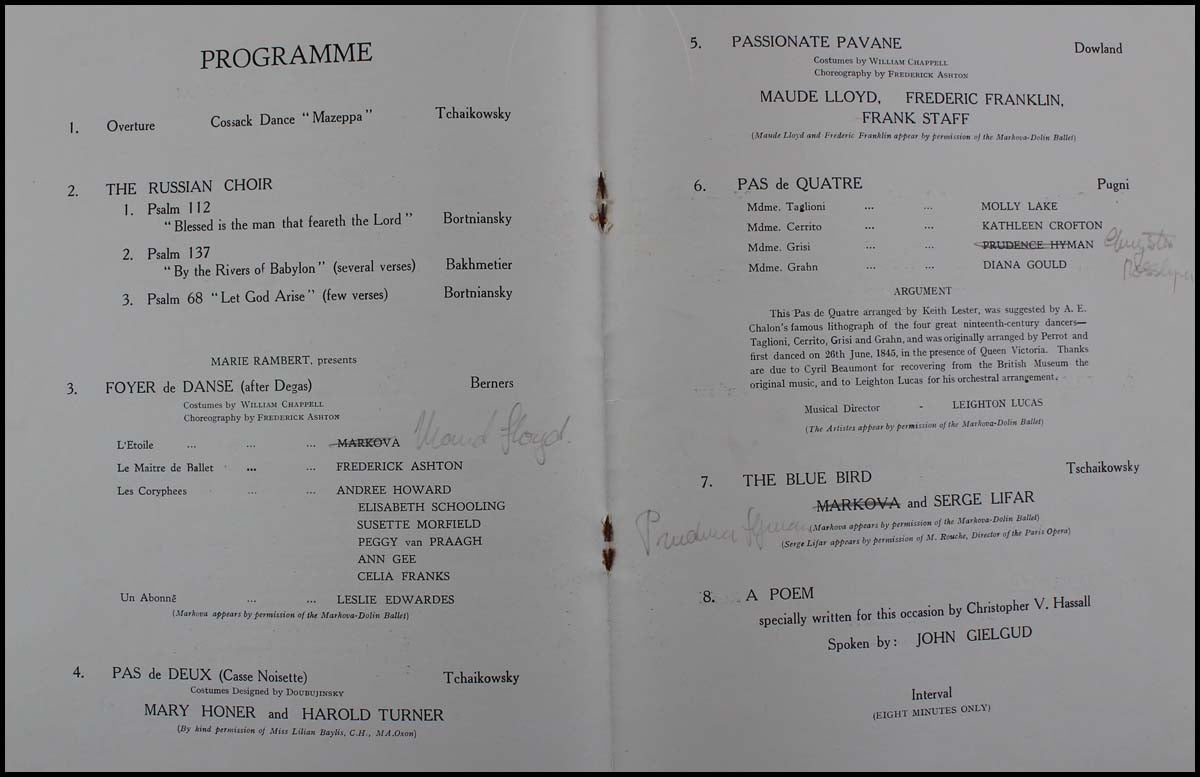 PROGRAMME
1. Overture Cossack Dance "Mazeppa" Tchaikowsky
2. THE RUSSIAN CHOIR
1. Psalm 112
"Blessed is the man that feareth the Lord" Bortniansky
2. Psalm 137
"By the Rivers of Babylon" (several verses) Bakhmetier
3. Psalm 68 "Let God Arise" (few verses) Bortniansky
MARIE RAMBERT, presents
3. FOYER de DANSE (after Degas) Berners
Costumes by WILLIAM CHAPPELL
Choreography by FREDERICK ASHTON
L'Etoile ... ... ... MARKOVA Maud Lloyd.
Le Maitre de Ballet ... ... FREDERICK ASHTON
Les Coryphees ... ... ANDREE HOWARD
ELISABETH SCHOOLING
SUSETTE MORFIELD
PEGGY van PRAAGH
ANN GEE
CELIA FRANKS
Un Abonnĕ ... ... LESLIE EDWARDES
(Markova appears by permission of the Markova-Dolin Ballet)
4. PAS de DEUX (Casse Noisette) Tchaikowsky
Costumes Designed by DOUBUJINSKY
MARY HONER and HAROLD TURNER
(By kind permission of Miss Lilian Baylis, C.H., MA.Oxon)
5. PASSIONATE PAVANE Dowland
Costumes by WILLIAM CHAPPELL
Choreography by FREDERICK ASHTON
MAUDE LLOYD, FREDERIC FRANKLIN,
FRANK STAFF
(Maude Lloyd and Frederic Franklin appear by permission of the Markova-Dolin Ballet)
6. PAS de QUATRE Pugni
Mdme. Taglioni ... ... MOLLY LAKE
Mdme. Cerrito ... ... KATHLEEN CROFTON
Mdme. Grisi ... ... PRUDENCE HYMAN
Mdme. Grahn ... ... DIANA GOULD
ARGUMENT
This Pas de Quatre arranged by Keith Lester, was suggested by A. E.
Chalon's famous lithograph of the four great ninteenth-century dancers—
Taglioni, Cerrito, Grisi and Grahn, and was originally arranged by Perrot and
first danced on 26th June, 1845, in the presence of Queen Victoria. Thanks
are due to Cyril Beaumont for recovering from the British Museum the
original music, and to Leighton Lucas for his orchestral arrangement.
Musical Director - LEIGHTON LUCAS
(The Artistes appear by permission of the Markova-Dolin Ballet)
7. THE BLUE BIRD Tschaikowsky
MARKOVA and SERGE LIFAR
Prudence Hyman (Markova appears by permission of the Markova-Dolin Ballet)
(Serge Lifar appears by permission of M. Rouche, Director of the Paris Opera)
8. A POEM
specially written for this occasion by Christopher V. Hassall
Spoken by: JOHN GIELGUD
Interval
(EIGHT MINUTES ONLY)